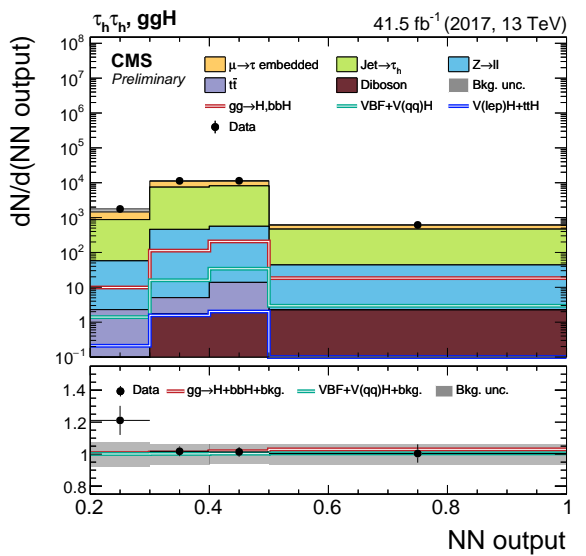 τhτh, ggH 41.5 fb⁻¹ (2017, 13 TeV)
CMS
Preliminary
μ→τ embedded Jet→τh Z→ll
tt̄ Diboson Bkg. unc.
gg→H,bbH VBF+V(qq)H V(lep)H+ttH
Data
dN/d(NN output)
10⁸
10⁷
10⁶
10⁵
10⁴
10³
10²
10
1
10⁻¹
Data gg→H+bbH+bkg. VBF+V(qq)H+bkg. Bkg. unc.
1.4
1.2
1.0
0.8
0.2 0.4 0.6 0.8 1
NN output